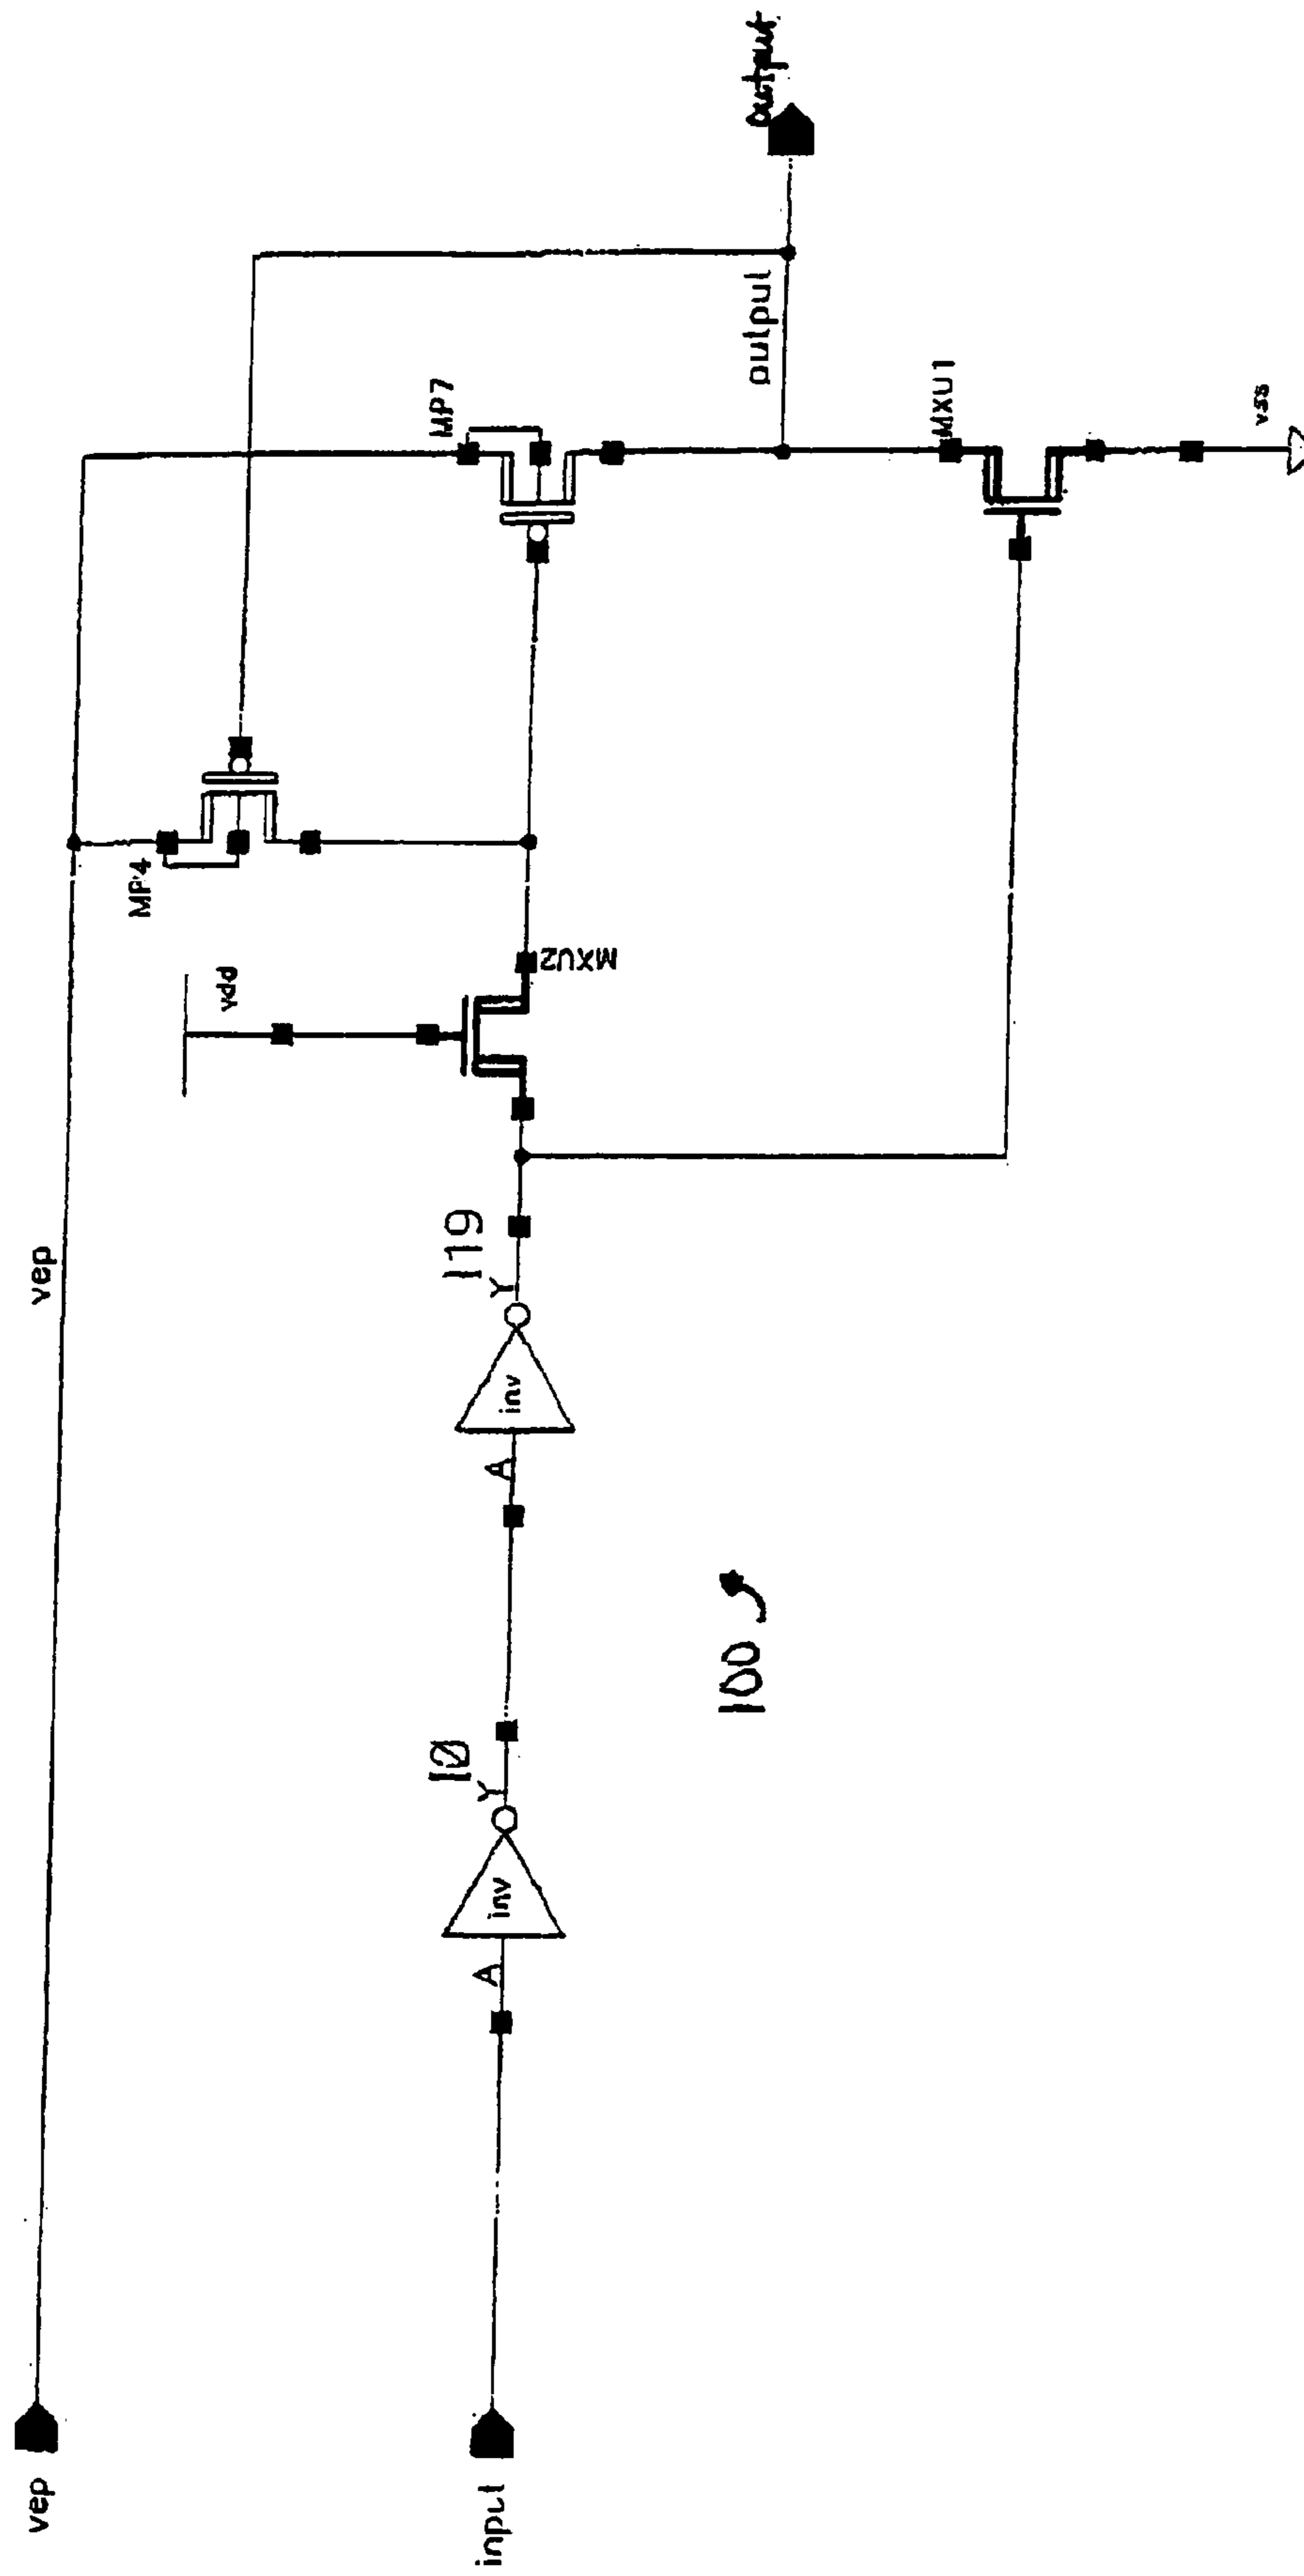 vep
vep
input
A
inv
Y
I0
A
inv
Y
I19
vdd
MXU2
MP4
MP7
MXU1
vss
output
output
100